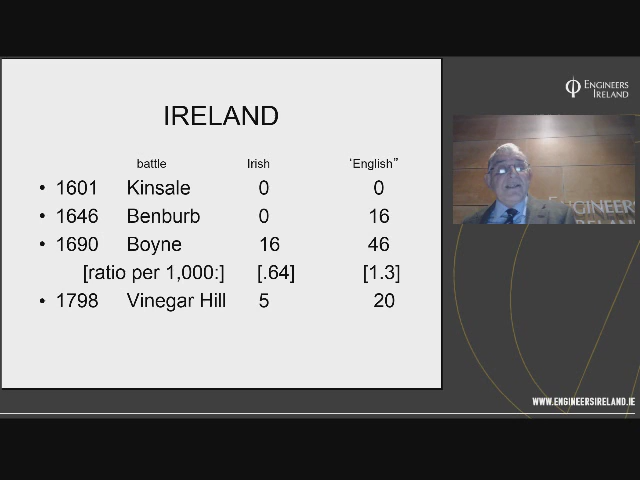 IRELAND
battle Irish ‘English”
• 1601 Kinsale 0 0
• 1646 Benburb 0 16
• 1690 Boyne 16 46
[ratio per 1,000:] [.64] [1.3]
• 1798 Vinegar Hill 5 20
ENGINEERS
IRELAND
ENGINEERS
WWW.ENGINEERSIRELAND.IE